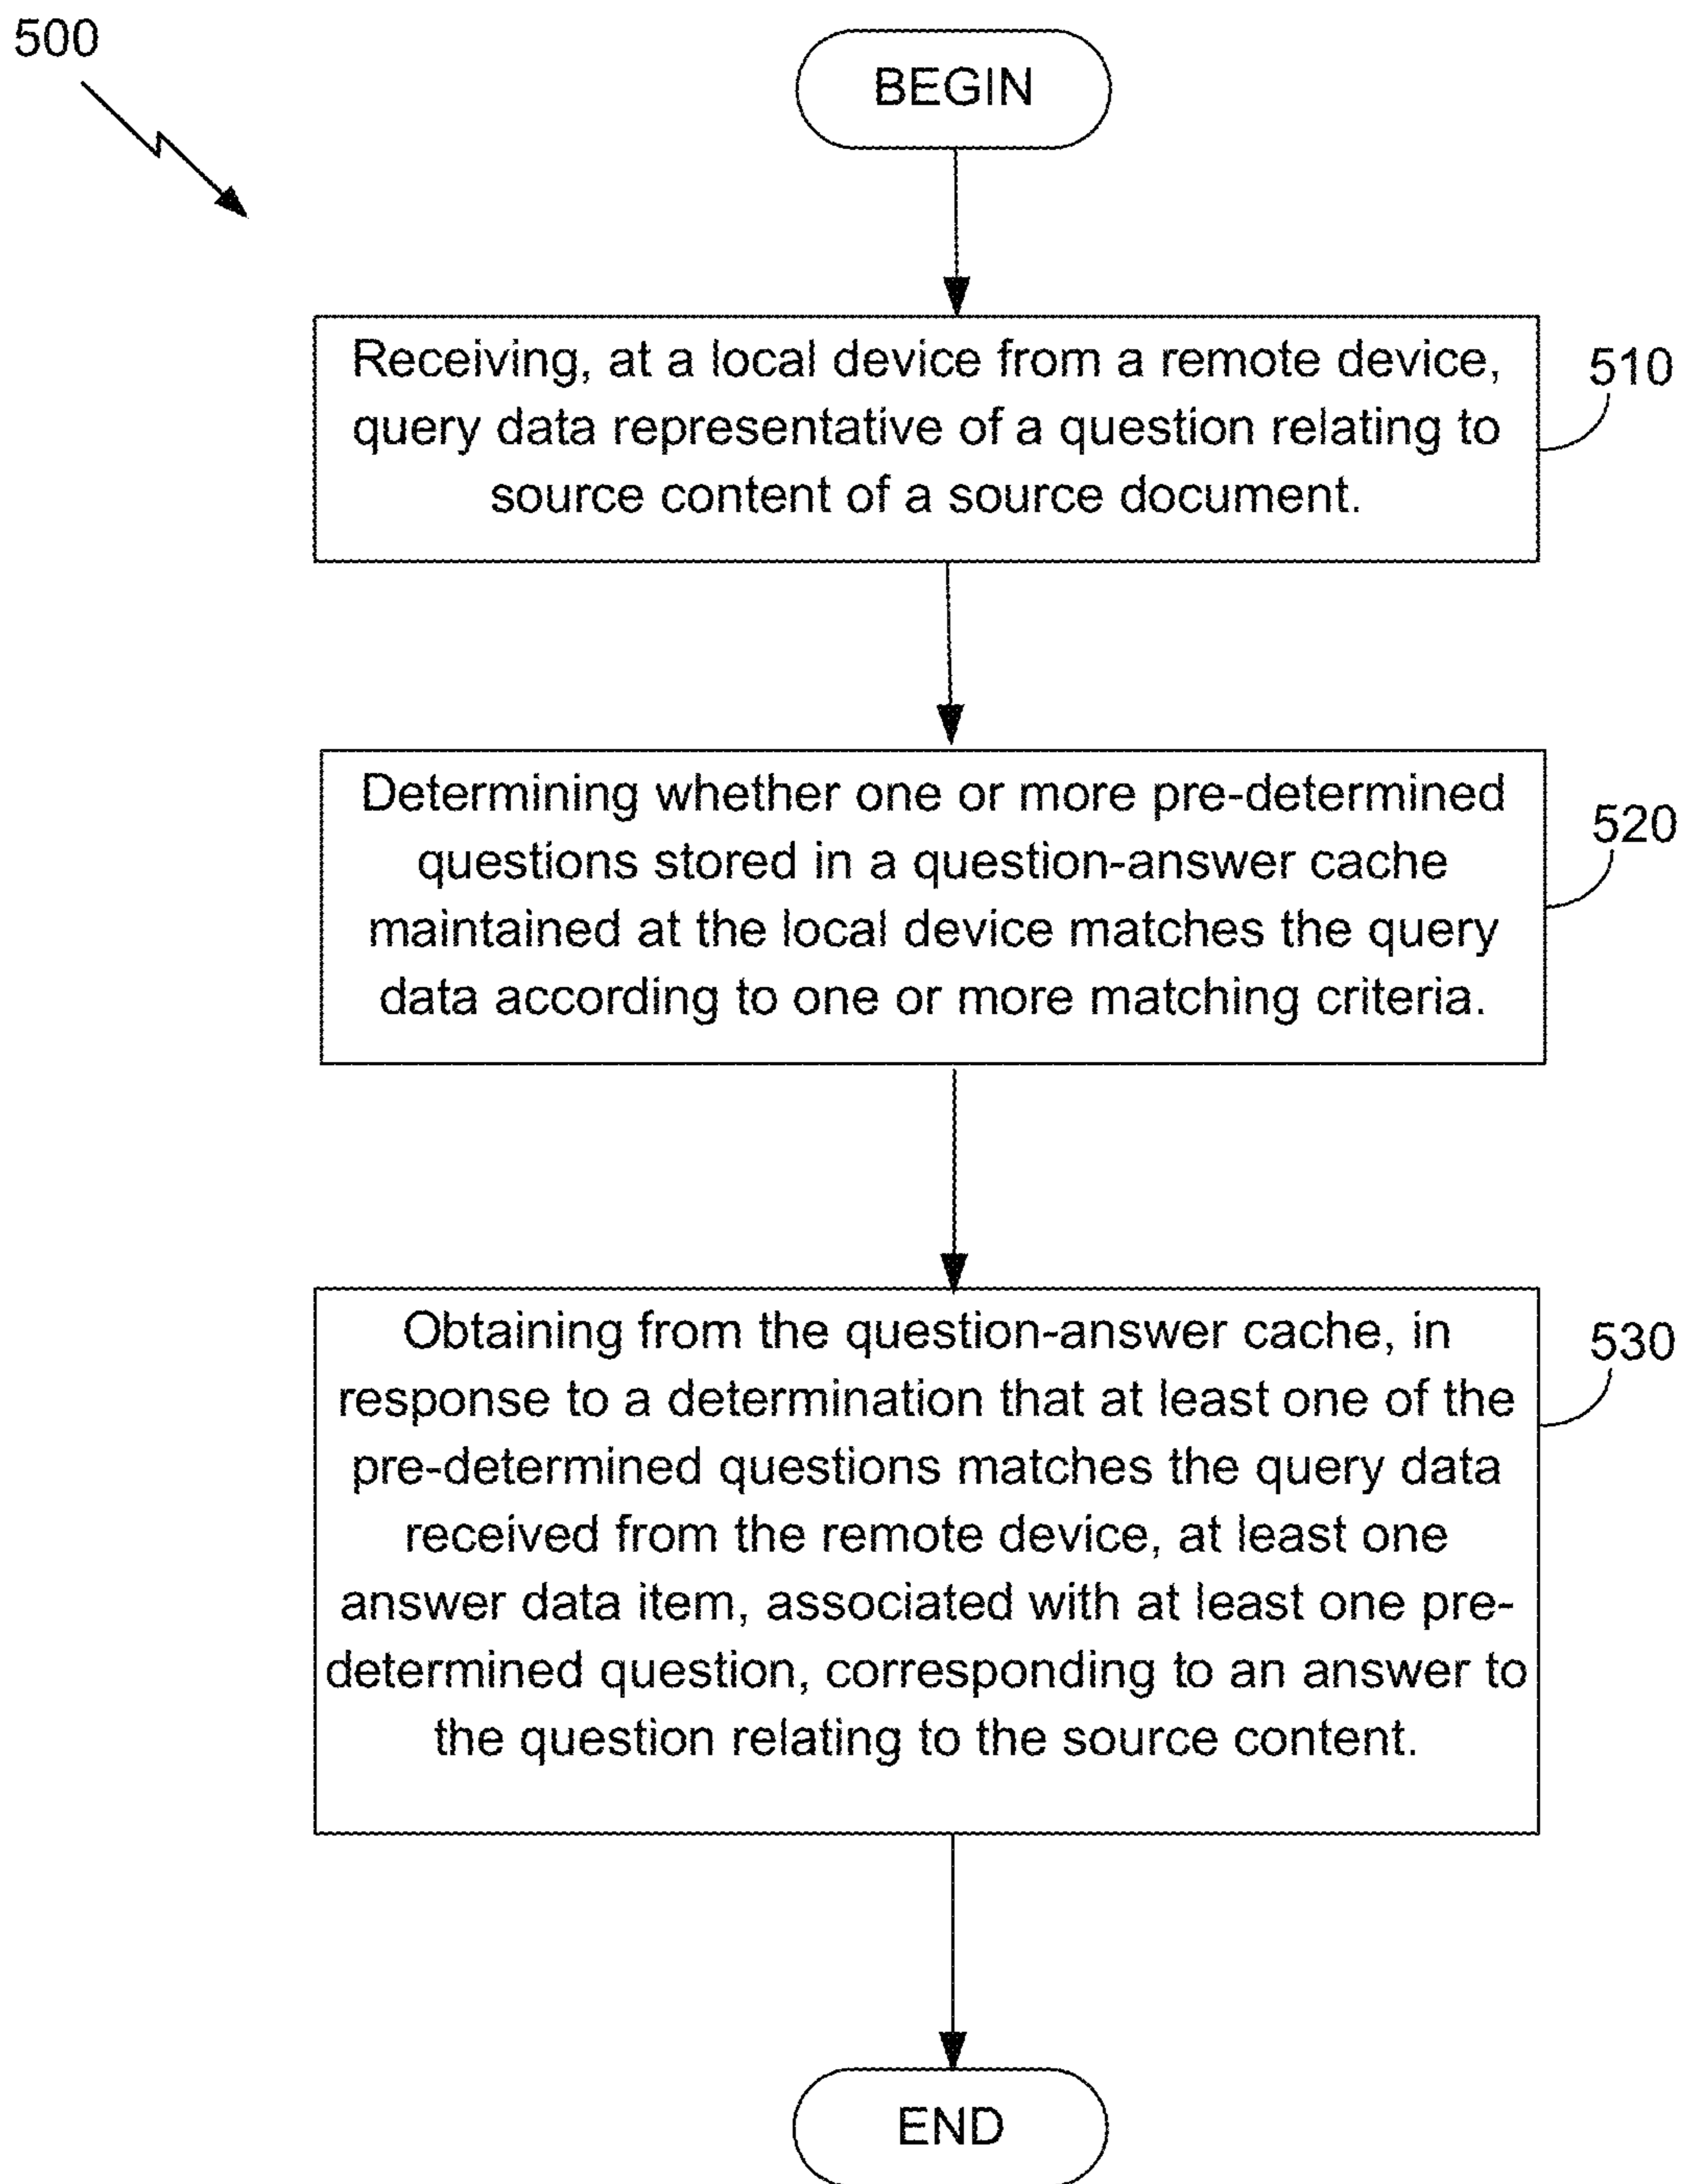 500
BEGIN
Receiving, at a local device from a remote device,
query data representative of a question relating to
source content of a source document.
510
Determining whether one or more pre-determined
questions stored in a question-answer cache
maintained at the local device matches the query
data according to one or more matching criteria.
520
Obtaining from the question-answer cache, in
response to a determination that at least one of the
pre-determined questions matches the query data
received from the remote device, at least one
answer data item, associated with at least one pre-
determined question, corresponding to an answer to
the question relating to the source content.
530
END